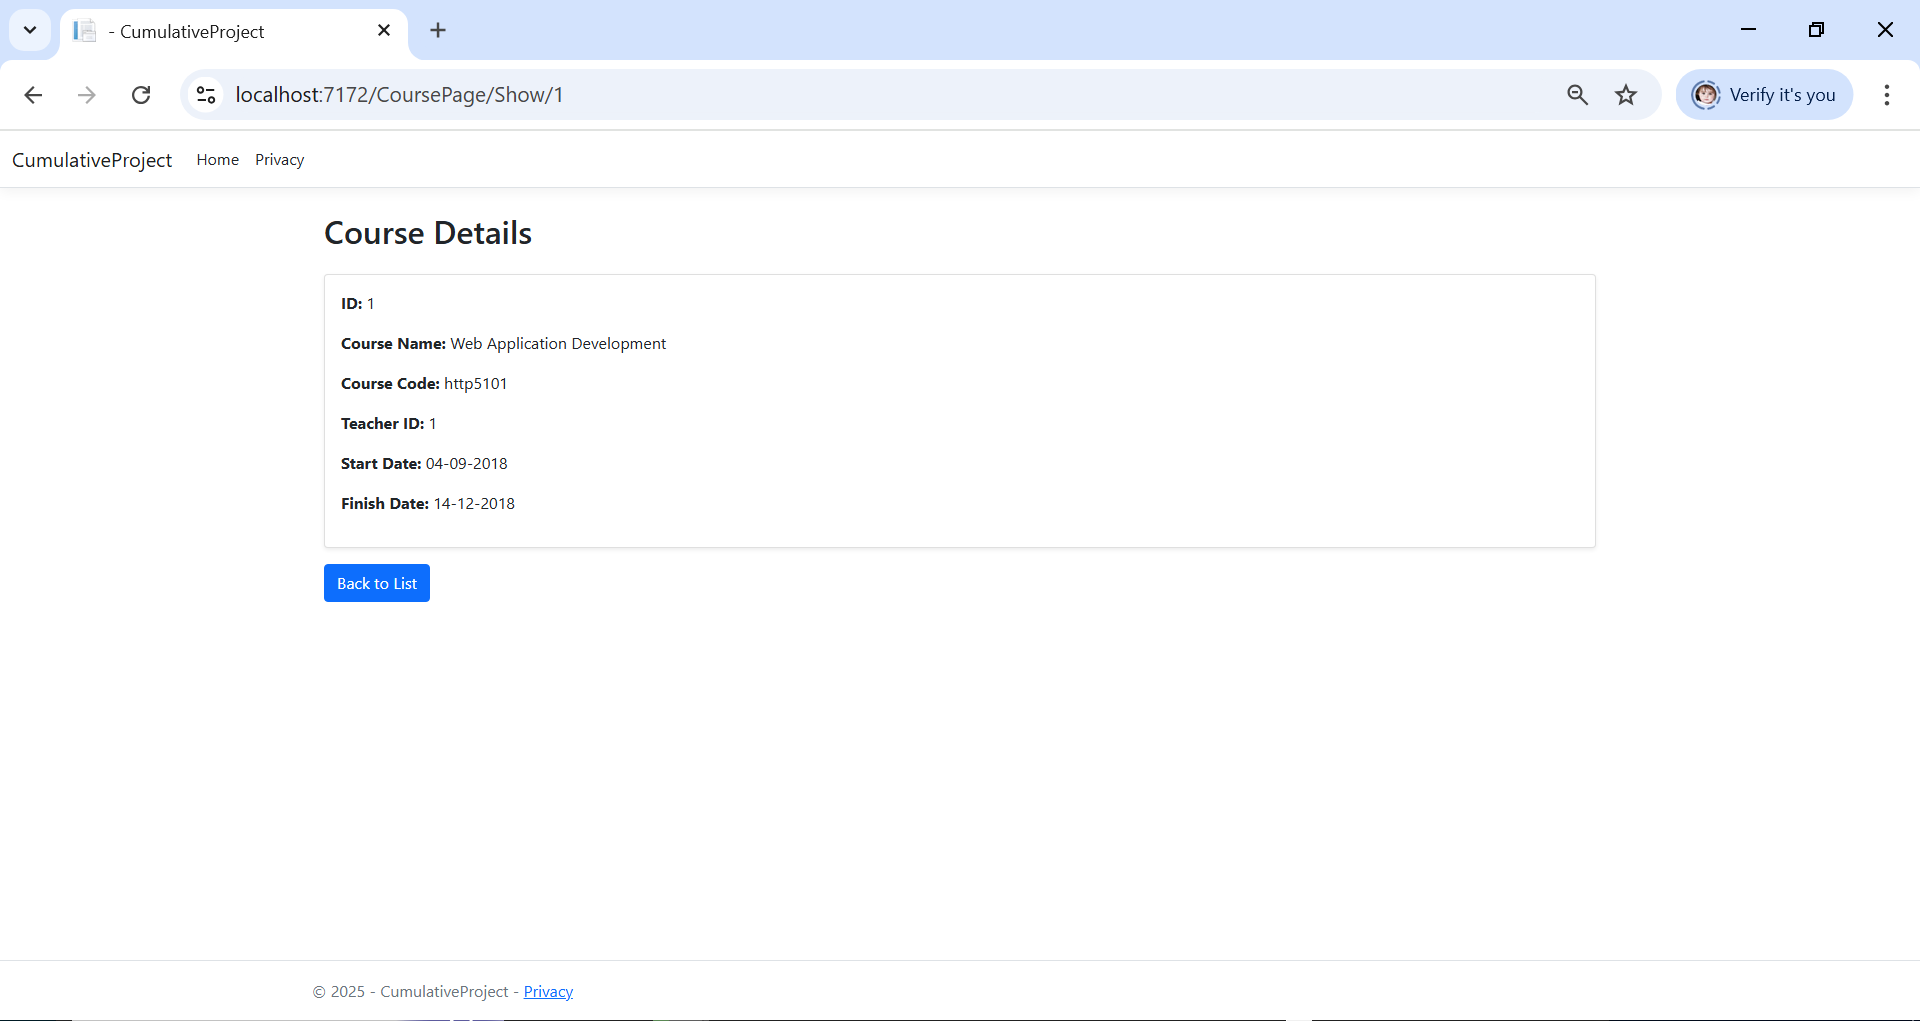 - CumulativeProject
localhost:7172/CoursePage/Show/1
Verify it's you
CumulativeProject Home Privacy
Course Details
ID: 1
Course Name: Web Application Development
Course Code: http5101
Teacher ID: 1
Start Date: 04-09-2018
Finish Date: 14-12-2018
Back to List
© 2025 - CumulativeProject - Privacy